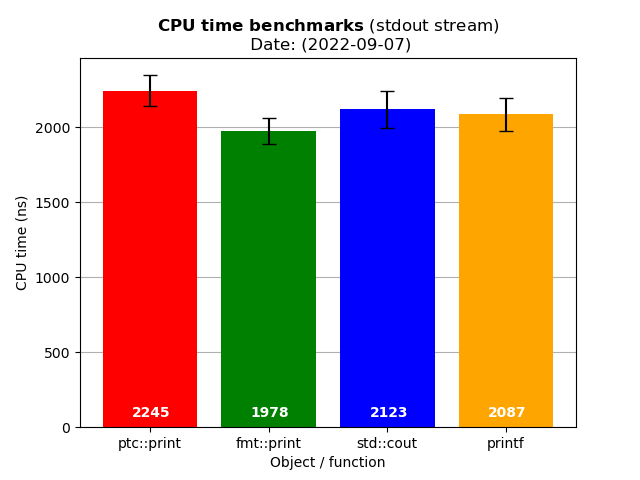 CPU time benchmarks (stdout stream)
Date: (2022-09-07)
CPU time (ns)
2000
1500
1000
500
0
2245
1978
2123
2087
ptc::print
fmt::print
std::cout
printf
Object / function